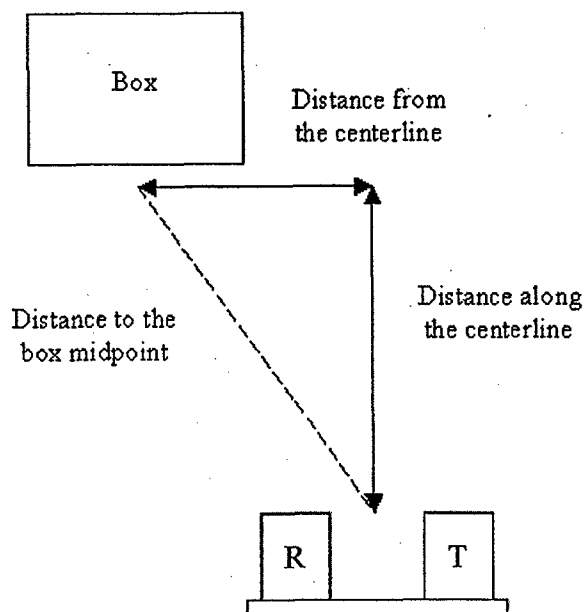 Box
Distance from
the centerline
Distance to the
box midpoint
Distance along
the centerline
R
T